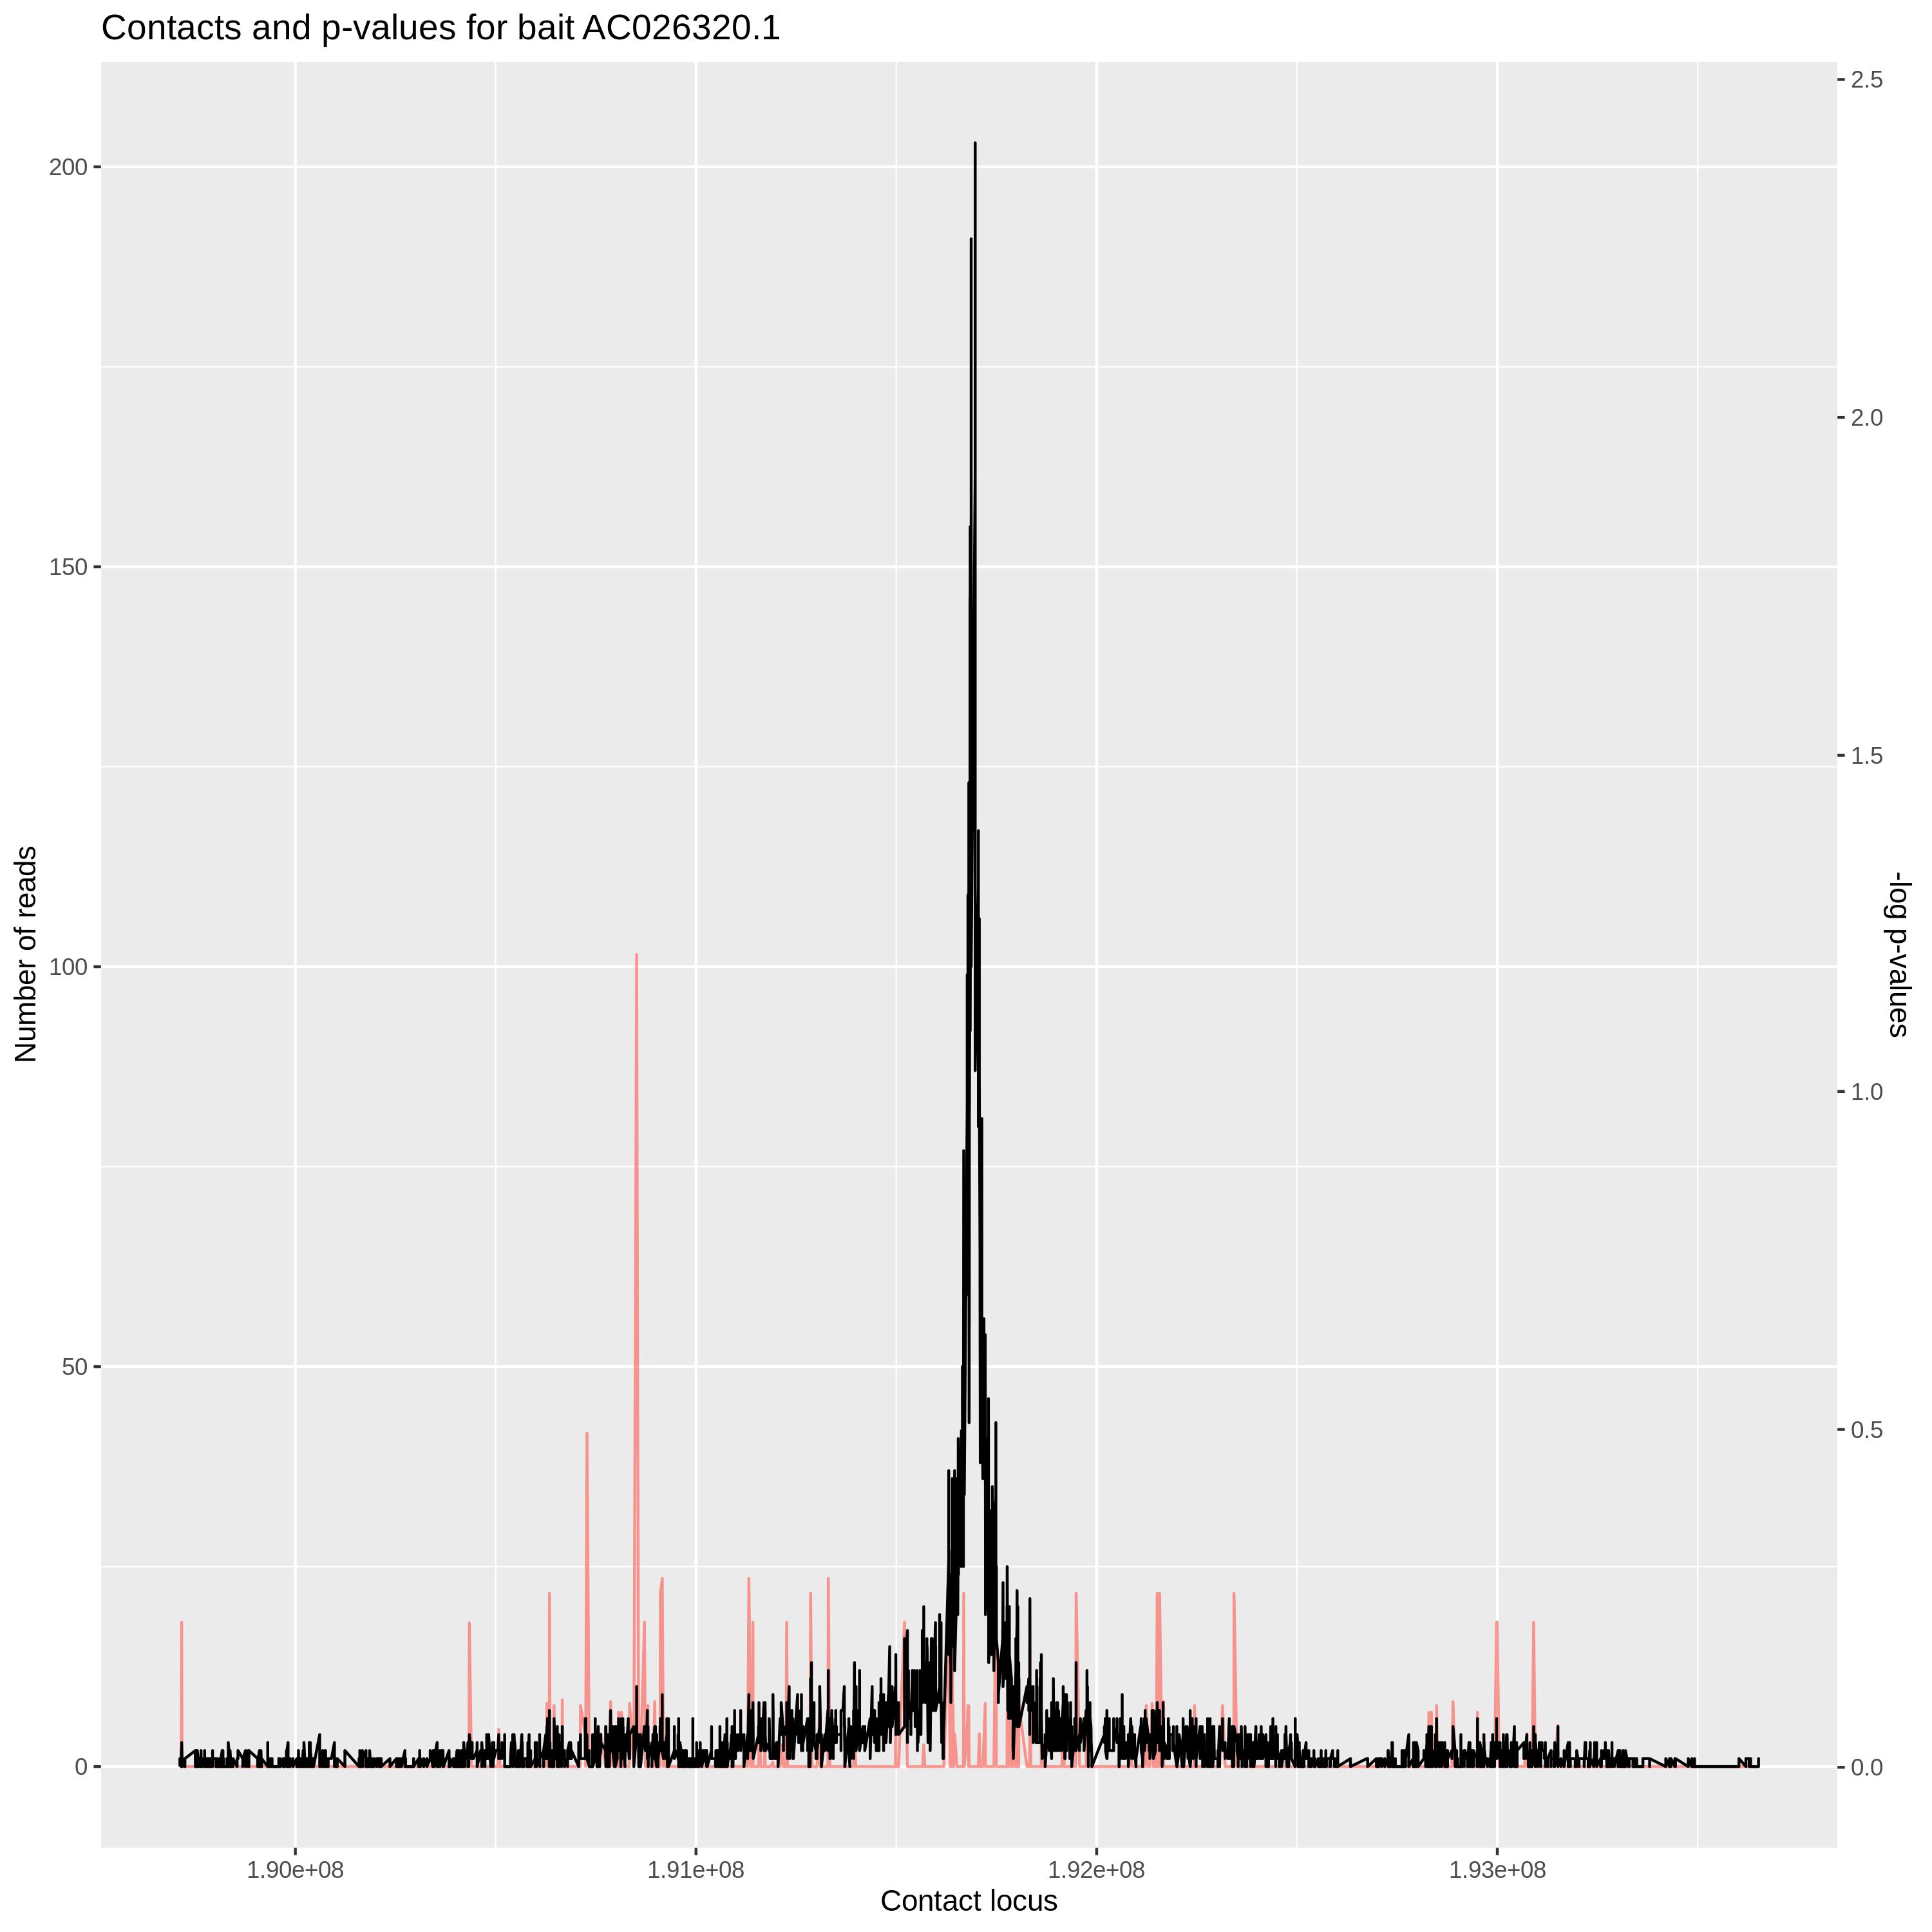 Contacts and p-values for bait AC026320.1
200
150
100
50
0
Number of reads
2.5
2.0
1.5
1.0
0.5
0.0
-log p-values
1.90e+08
1.91e+08
1.92e+08
1.93e+08
Contact locus